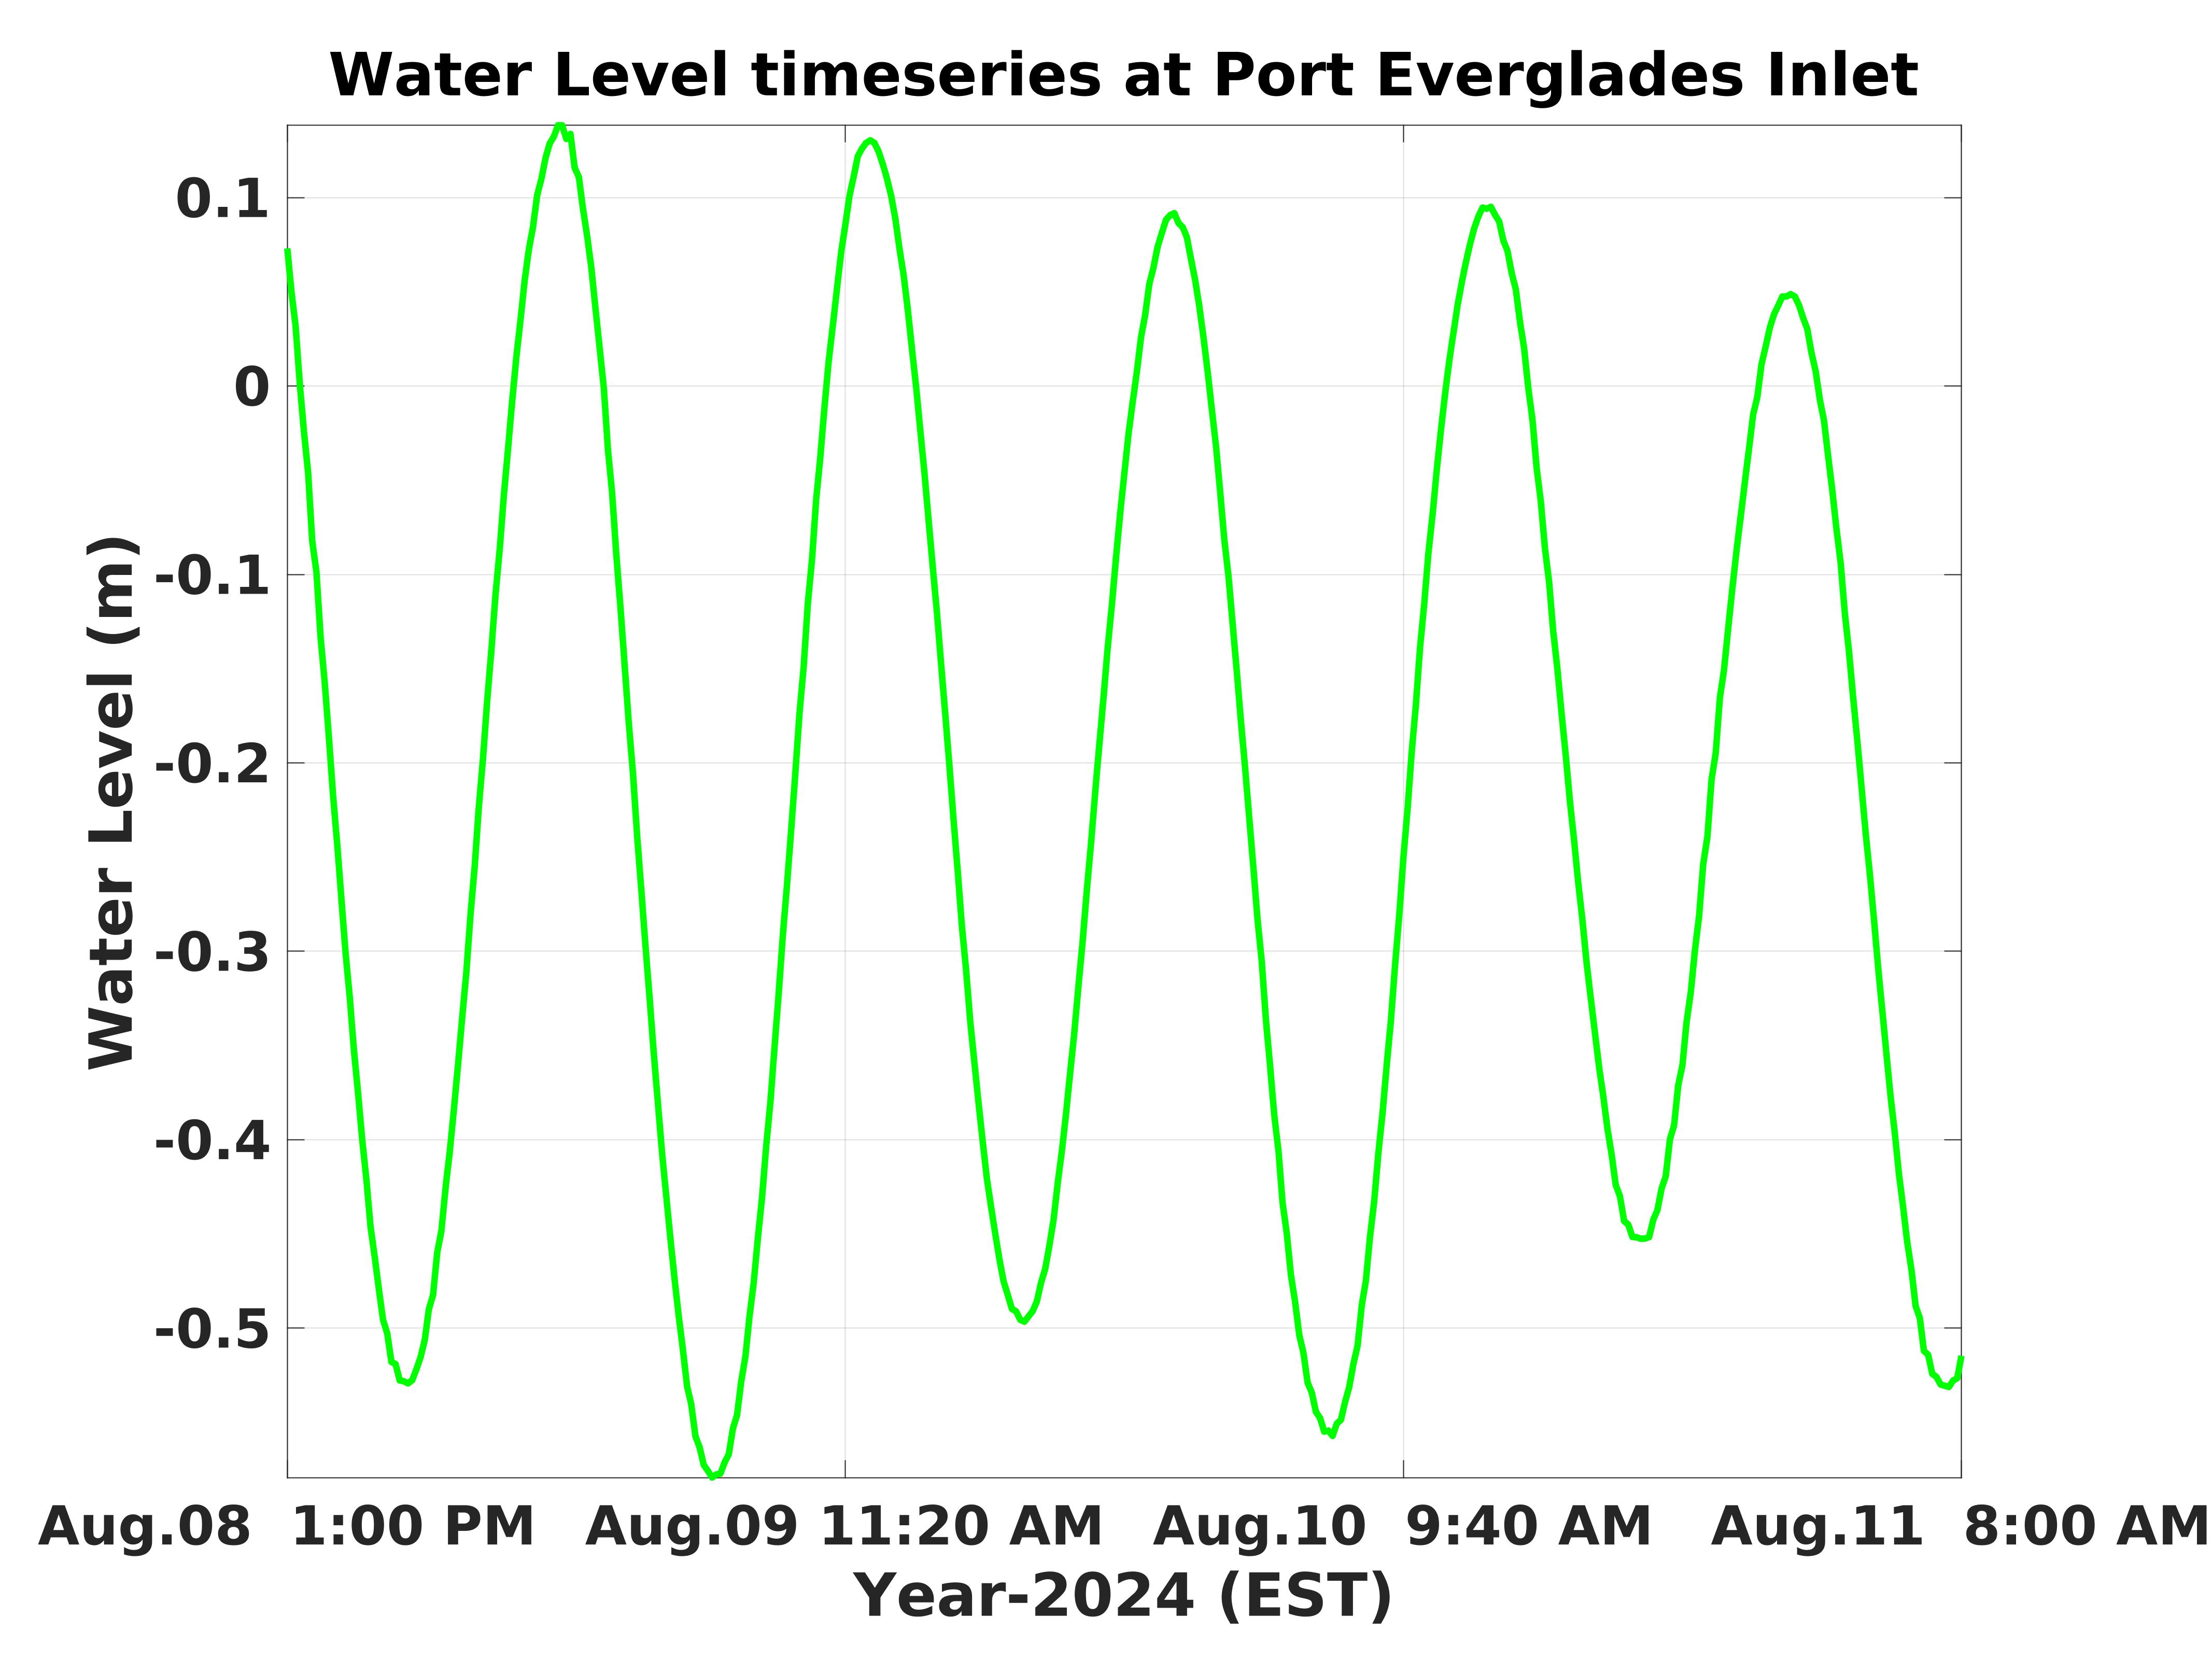 Water Level timeseries at Port Everglades Inlet
0.1
0
-0.1
-0.2
-0.3
-0.4
-0.5
Water Level (m)
Aug.08  1:00 PM
Aug.09 11:20 AM
Aug.10  9:40 AM
Aug.11  8:00 AM
Year-2024 (EST)